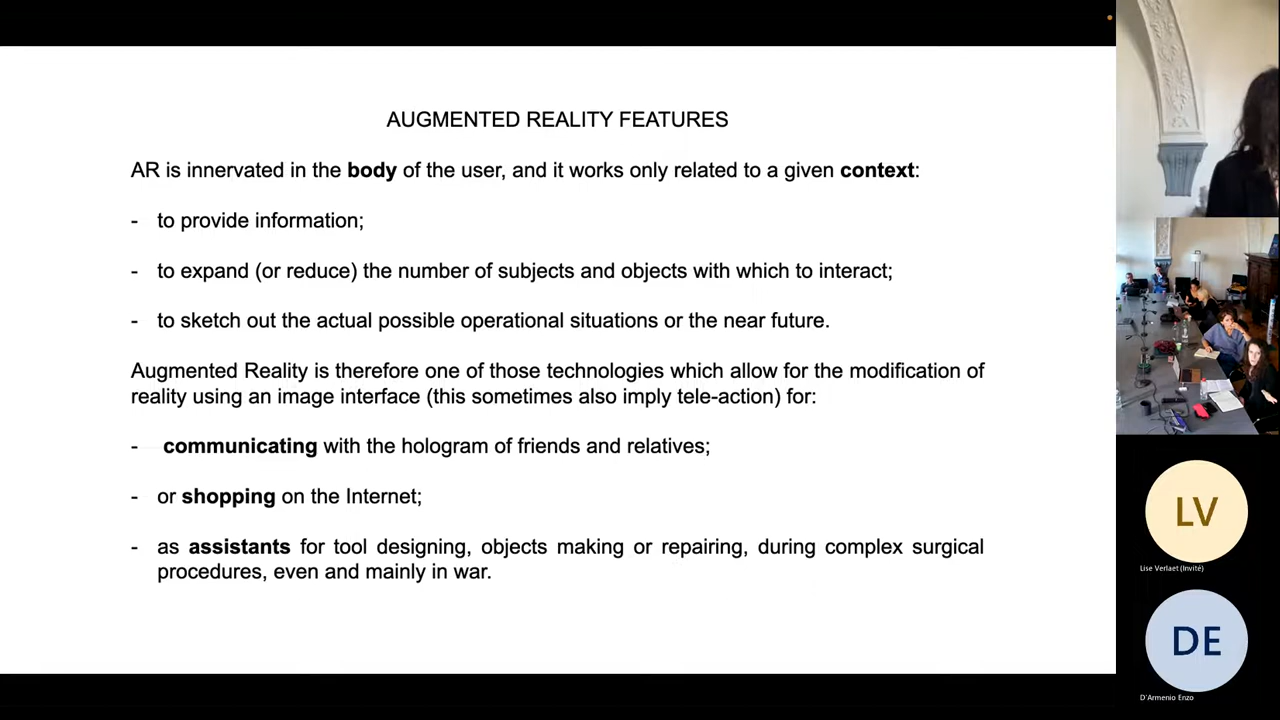 AUGMENTED REALITY FEATURES
AR is innervated in the body of the user, and it works only related to a given context:
- to provide information;
- to expand (or reduce) the number of subjects and objects with which to interact;
- to sketch out the actual possible operational situations or the near future.
Augmented Reality is therefore one of those technologies which allow for the modification of
reality using an image interface (this sometimes also imply tele-action) for:
- communicating with the hologram of friends and relatives;
- or shopping on the Internet;
- as assistants for tool designing, objects making or repairing, during complex surgical
procedures, even and mainly in war.
LV
Lise Verlaet (Invité)
DE
D'Armenio Enzo